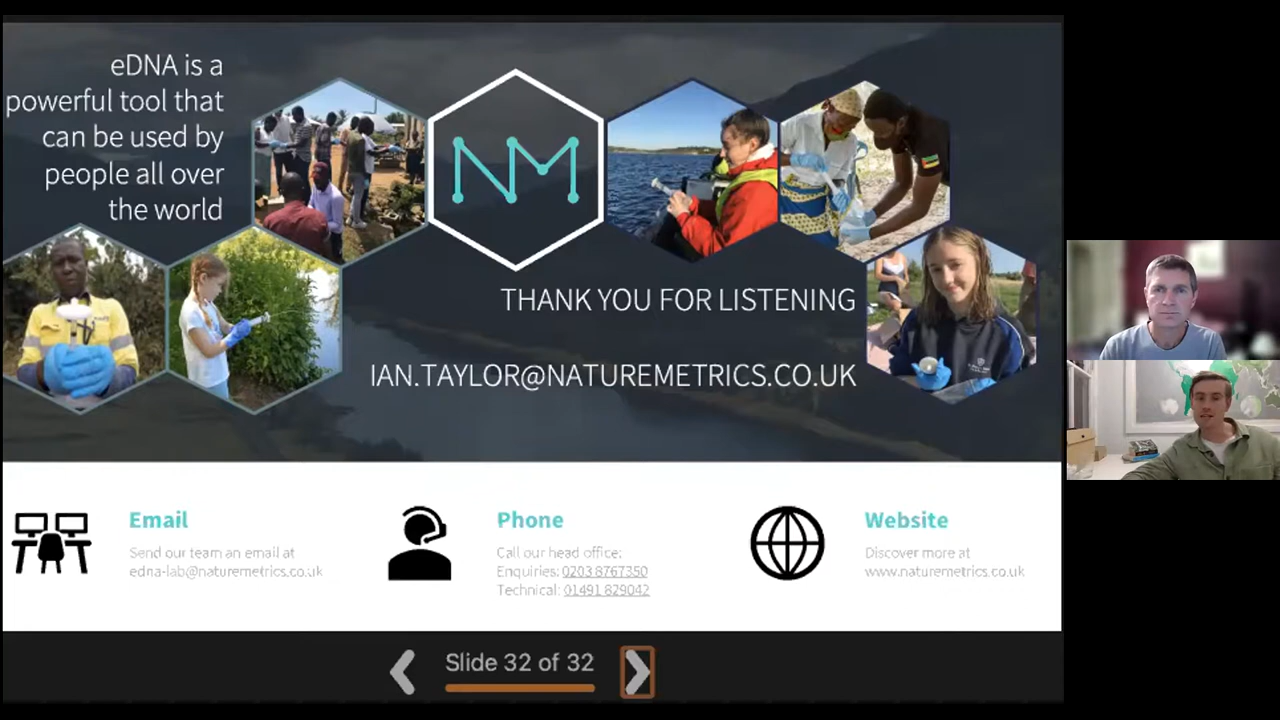 eDNA is a
powerful tool that
can be used by
people all over
the world
NM
THANK YOU FOR LISTENING
IAN.TAYLOR@NATUREMETRICS.CO.UK
Email
Send our team an email at
edna-lab@naturemetrics.co.uk
Phone
Call our head office:
Enquiries: 0203 8767350
Technical: 01491 829042
Website
Discover more at
www.naturemetrics.co.uk
Slide 32 of 32